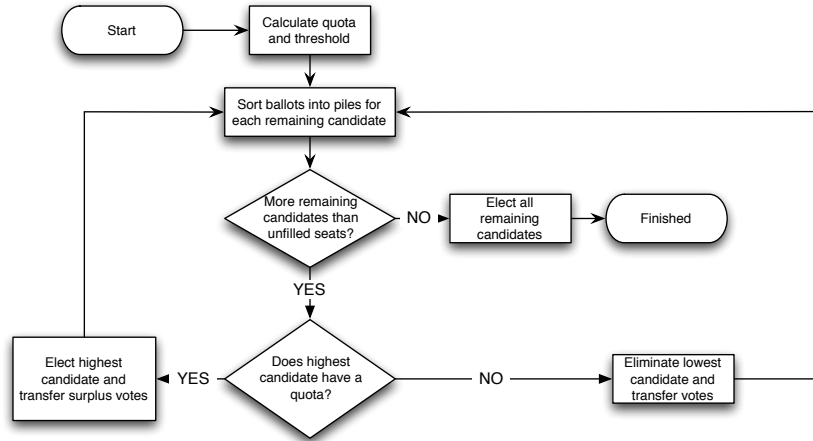 Start
Calculate quota
and threshold
Sort ballots into piles for
each remaining candidate
More remaining
candidates than
unfilled seats?
NO
Elect all
remaining
candidates
Finished
YES
Does highest
candidate have a
quota?
YES
Elect highest
candidate and
transfer surplus votes
NO
Eliminate lowest
candidate and
transfer votes